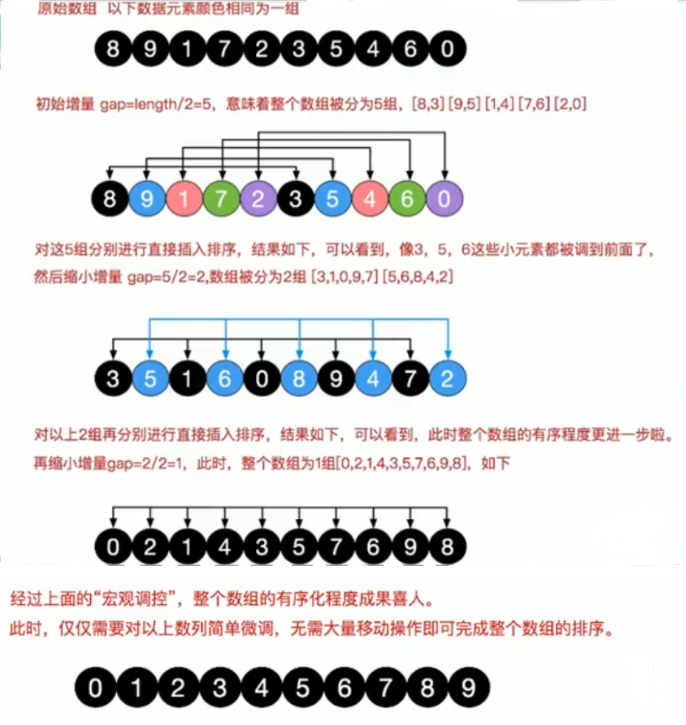 原始数组 以下数据元素颜色相同为一组
8 9 1 7 2 3 5 4 6 0
初始增量 gap=length/2=5，意味着整个数组被分为5组，[8,3][9,5][1,4][7,6][2,0]
8 9 1 7 2 3 5 4 6 0
对这5组分别进行直接插入排序，结果如下，可以看到，像3，5，6这些小元素都被调到前面了，
然后缩小增量 gap=5/2=2,数组被分为2组 [3,1,0,9,7][5,6,8,4,2]
3 5 1 6 0 8 9 4 7 2
对以上2组再分别进行直接插入排序，结果如下，可以看到，此时整个数组的有序程度更进一步啦。
再缩小增量gap=2/2=1，此时，整个数组为1组[0,2,1,4,3,5,7,6,9,8]，如下
0 2 1 4 3 5 7 6 9 8
经过上面的“宏观调控”，整个数组的有序化程度成果喜人。
此时，仅仅需要对以上数列简单微调，无需大量移动操作即可完成整个数组的排序。
0 1 2 3 4 5 6 7 8 9